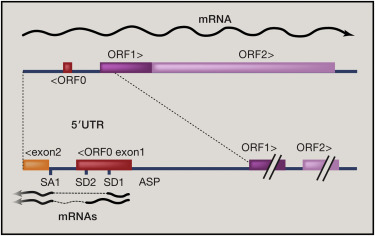 mRNA
ORF1> ORF2>
<ORF0
5'UTR
<exon2 <ORF0 exon1 ORF1> ORF2>
SA1 SD2 SD1 ASP
mRNAs